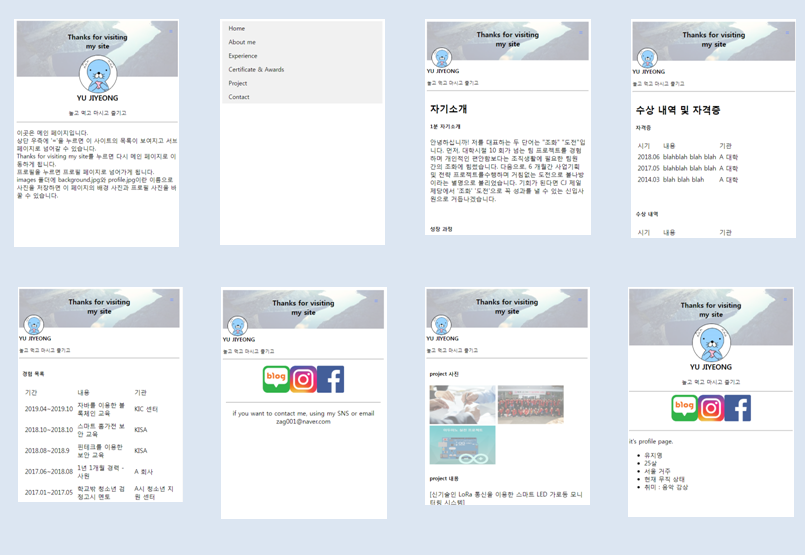 Thanks for visiting
my site
YU JIYEONG
놀고 먹고 마시고 즐기고
이곳은 메인 페이지입니다.
상단 우측에 '+'을 누르면 이 사이트의 목록이 보여지고 서브
페이지로 넘어갈 수 있습니다.
Thanks for visiting my site를 누르면 다시 메인 페이지로 이
동하게 됩니다.
프로필을 누르면 프로필 페이지로 넘어가게 됩니다.
images 폴더에 background.jpg와 profile.jpg이란 이름으로
사진을 저장하면 이 페이지의 배경 사진과 프로필 사진을 바
꿀 수 있습니다.
Home
About me
Experience
Certificate & Awards
Project
Contact
Thanks for visiting
my site
YU JIYEONG
놀고 먹고 마시고 즐기고
자기소개
1분 자기소개
안녕하십니까! 저를 대표하는 두 단어는 "조화" "도전"입
니다. 먼저, 대학시절 10 회가 넘는 팀 프로젝트를 경험
하며 개인적인 편안함보다는 조직생활에 필요한 팀원
간의 조화에 힘썼습니다. 다음으로, 6 개월간 사업기획
및 전략 프로젝트를수행하며 거침없는 도전으로 불나방
이라는 별명으로 불리었습니다. 기회가 된다면 CJ 제일
제당에서 '조화' '도전'으로 꼭 성과를 낼 수 있는 신입사
원으로 거듭나겠습니다.
성장 과정
Thanks for visiting
my site
YU JIYEONG
놀고 먹고 마시고 즐기고
수상 내역 및 자격증
자격증
시기 내용 기관
2018.06 blahblah blah blah A 대학
2017.05 blahblah blah blah A 대학
2014.03 blah blah blah A 대학
수상 내역
시기 내용 기관
Thanks for visiting
my site
YU JIYEONG
놀고 먹고 마시고 즐기고
경험 목록
기간 내용 기관
2019.04~2019.10 자바를 이용한 블
록체인 교육 KIC 센터
2018.10~2018.10 스마트 홈가전 보
안 교육 KISA
2018.08~2018.9 핀테크를 이용한
보안 교육 KISA
2017.06~2018.08 1년 1개월 경력 -
사원 A 회사
2017.01~2017.05 학교밖 청소년 검
정고시 멘토 A시 청소년 지
원 센터
Thanks for visiting
my site
YU JIYEONG
놀고 먹고 마시고 즐기고
blog
if you want to contact me, using my SNS or email
zag001@naver.com
Thanks for visiting
my site
YU JIYEONG
놀고 먹고 마시고 즐기고
project 사진
project 내용
[신기술인 LoRa 통신을 이용한 스마트 LED 가로등 모니
터링 시스템]
Thanks for visiting
my site
YU JIYEONG
놀고 먹고 마시고 즐기고
blog
it's profile page.
유지영
25살
서울 거주
현재 무직 상태
취미 : 음악 감상